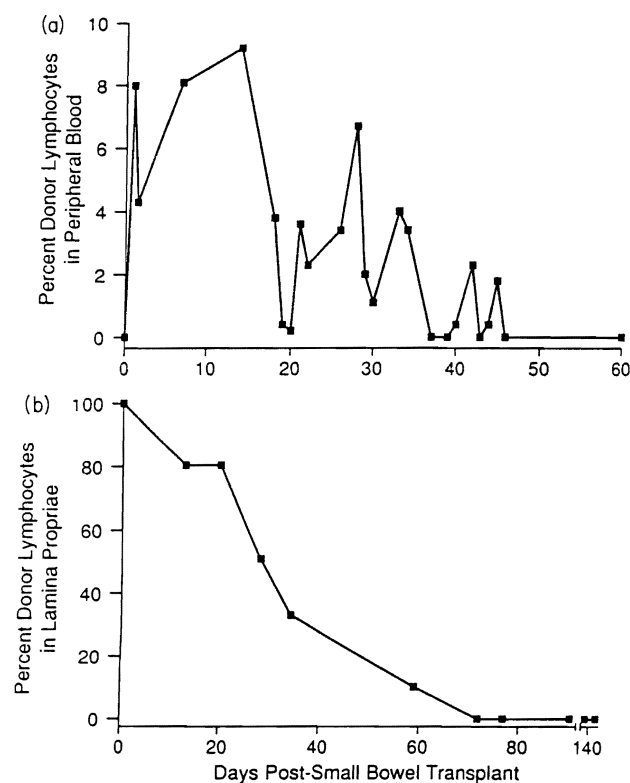 (a)
Percent Donor Lymphocytes
in Peripheral Blood
10
8
6
4
2
0
0 10 20 30 40 50 60
(b)
Percent Donor Lymphocytes
in Lamina Propriae
100
80
60
40
20
0
0 20 40 60 80 140
Days Post-Small Bowel Transplant